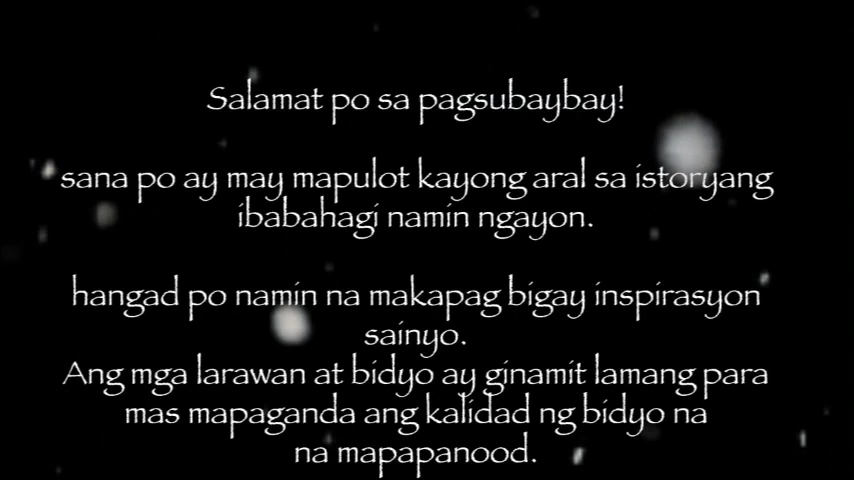 Salamat po sa pagsubaybay!
sana po ay may mapulot kayong aral sa istoryang
ibabahagi namin ngayon.
hangad po namin na makapag bigay inspirasyon
sainyo.
Ang mga larawan at bidyo ay ginamit lamang para
mas mapaganda ang kalidad ng bidyo na
na mapapanood.